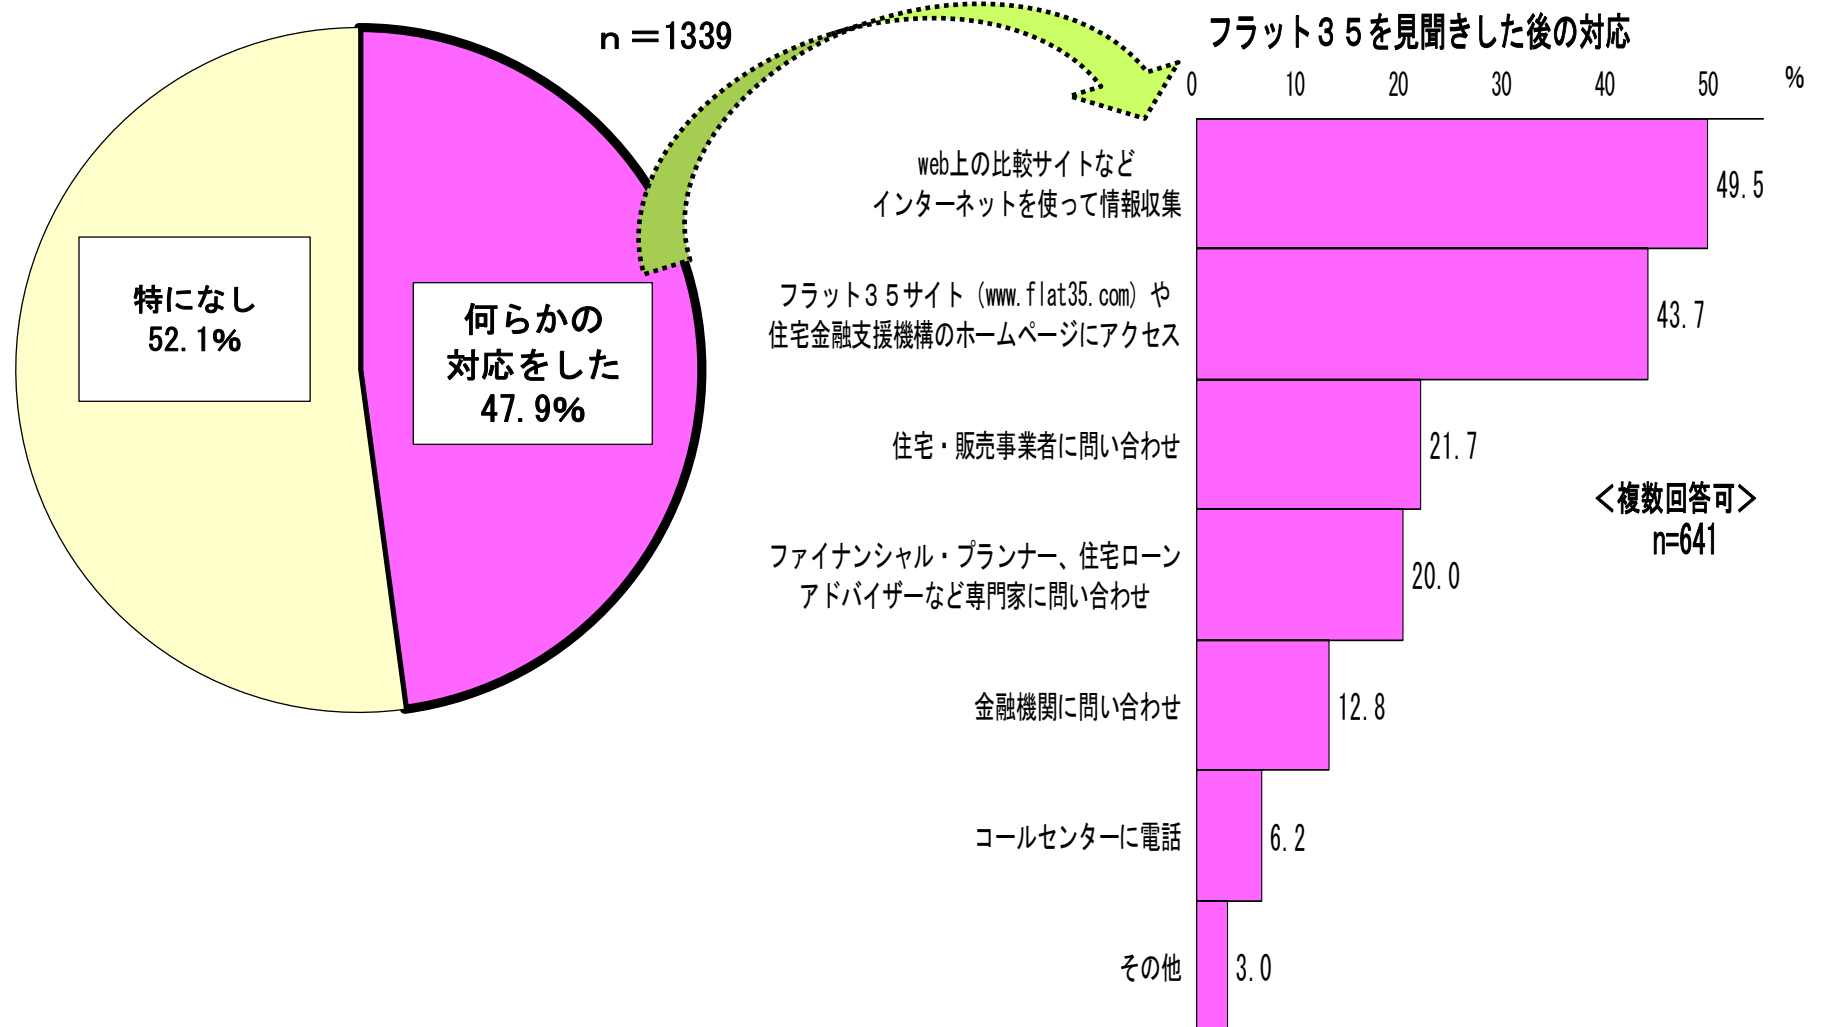 ｎ＝1339
特になし
52.1%
何らかの
対応をした
47.9%
フラット３５を見聞きした後の対応
0 10 20 30 40 50 %
web上の比較サイトなど
インターネットを使って情報収集
49.5
フラット３５サイト（www.flat35.com）や
住宅金融支援機構のホームページにアクセス
43.7
住宅・販売事業者に問い合わせ
21.7
＜複数回答可＞
n=641
ファイナンシャル・プランナー、住宅ローン
アドバイザーなど専門家に問い合わせ
20.0
金融機関に問い合わせ
12.8
コールセンターに電話
6.2
その他
3.0